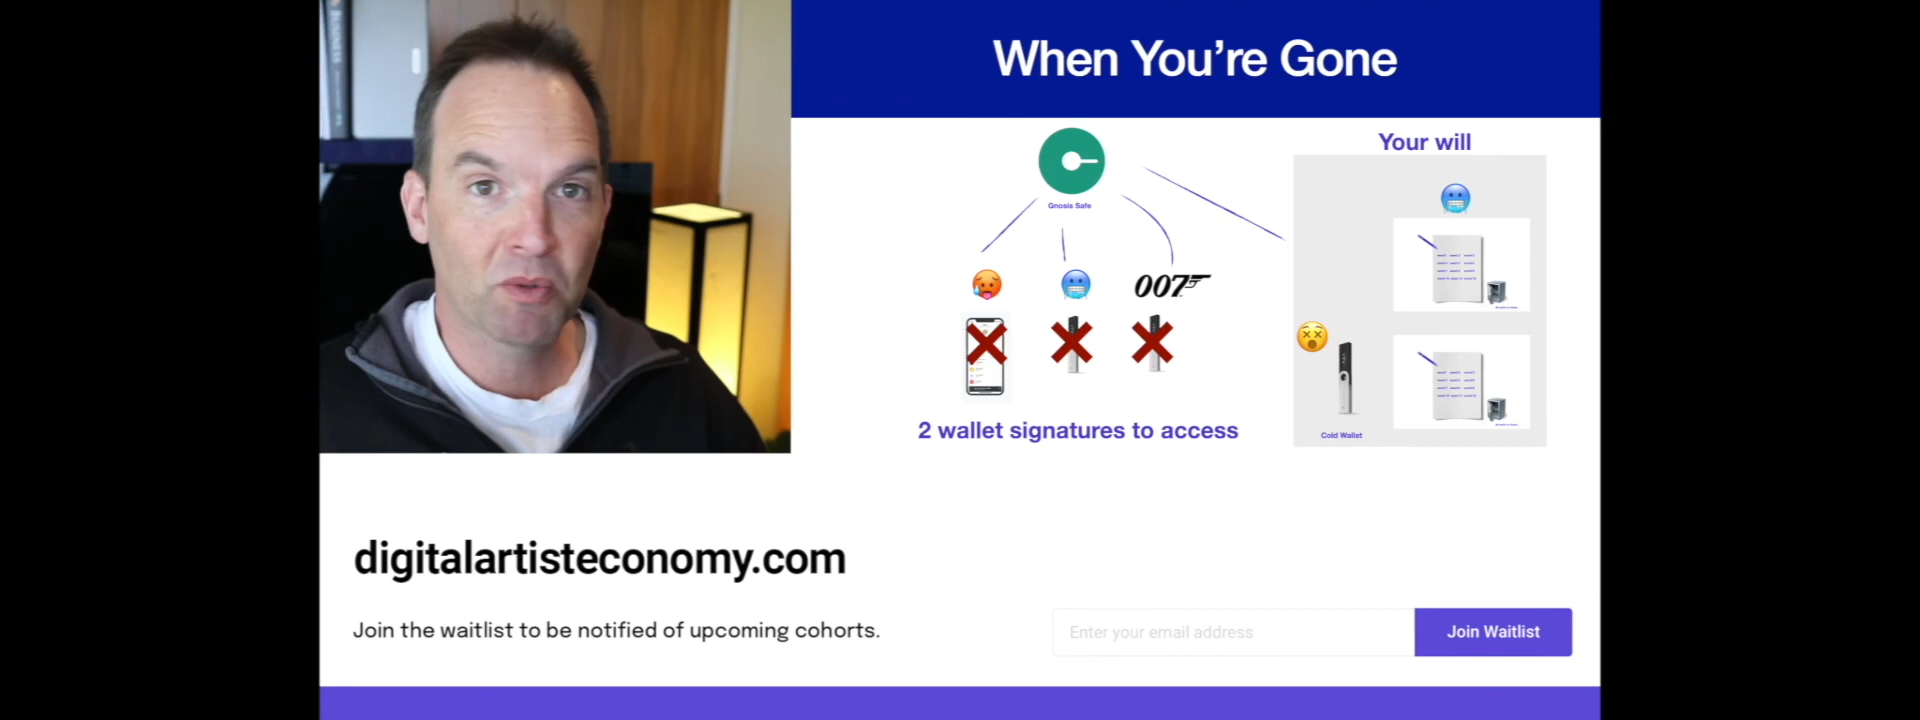 When You're Gone
Your will
Gnosis Safe
007
2 wallet signatures to access
Cold Wallet
digitalartisteconomy.com
Join the waitlist to be notified of upcoming cohorts.
Enter your email address
Join Waitlist